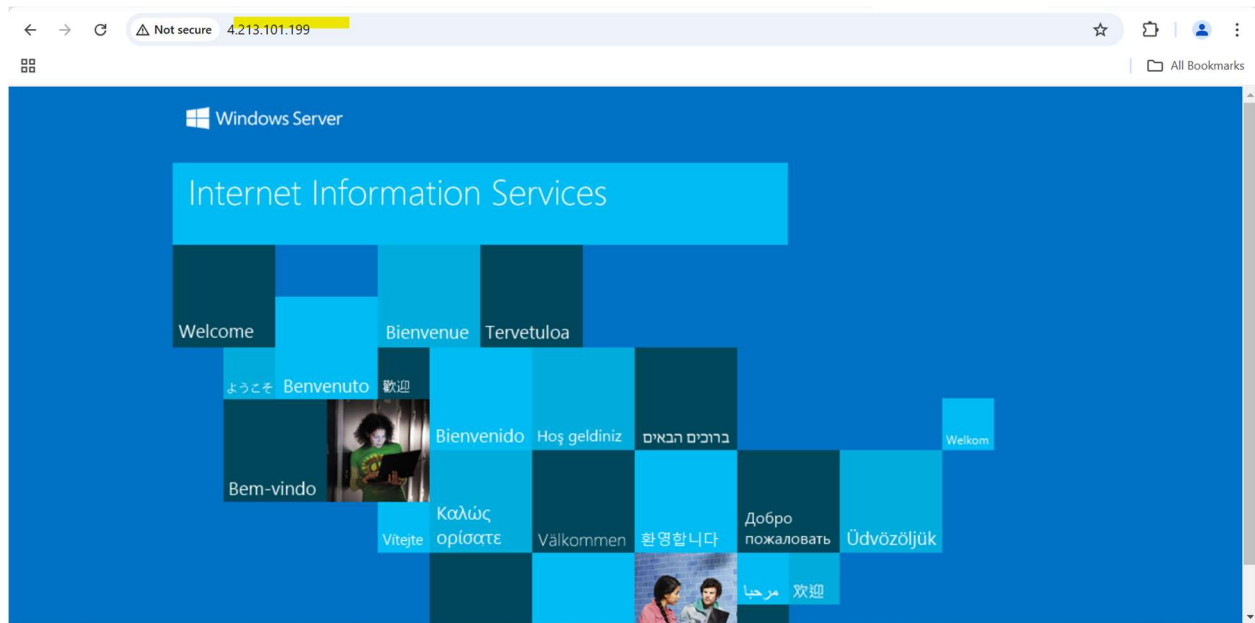 Not secure 4.213.101.199
All Bookmarks
Windows Server
Internet Information Services
Welcome
Bienvenue
Tervetuloa
ようこそ
Benvenuto
歡迎
Bienvenido
Hoş geldiniz
ברוכים הבאים
Welkom
Bem-vindo
Vítejte
Καλώς
ορίσατε
Välkommen
환영합니다
Добро
пожаловать
Üdvözöljük
مرحبا
欢迎